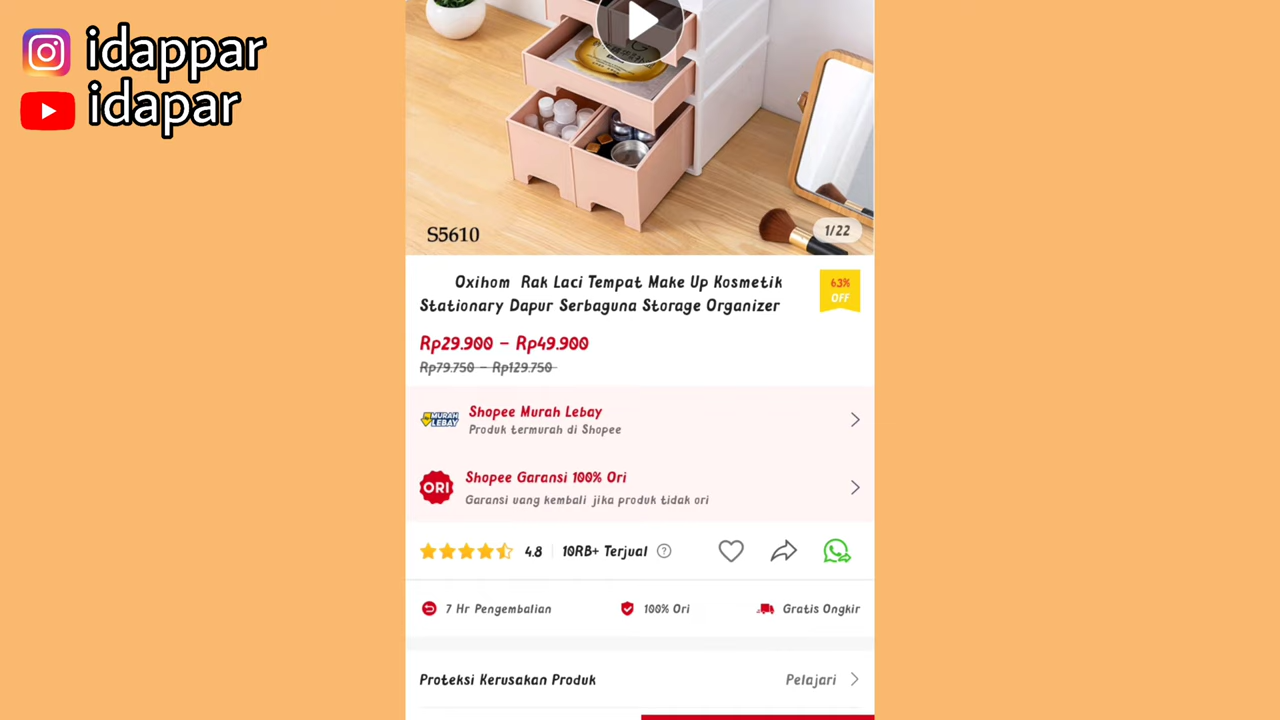 idappar
idapar
S5610
1/22
Oxihom Rak Laci Tempat Make Up Kosmetik
Stationary Dapur Serbaguna Storage Organizer
63%
OFF
Rp29.900 - Rp49.900
Rp79.750 - Rp129.750
MURAH
LEBAY
Shopee Murah Lebay
Produk termurah di Shopee
ORI
Shopee Garansi 100% Ori
Garansi uang kembali jika produk tidak ori
4.8
10RB+ Terjual
?
7 Hr Pengembalian
100% Ori
Gratis Ongkir
Proteksi Kerusakan Produk
Pelajari